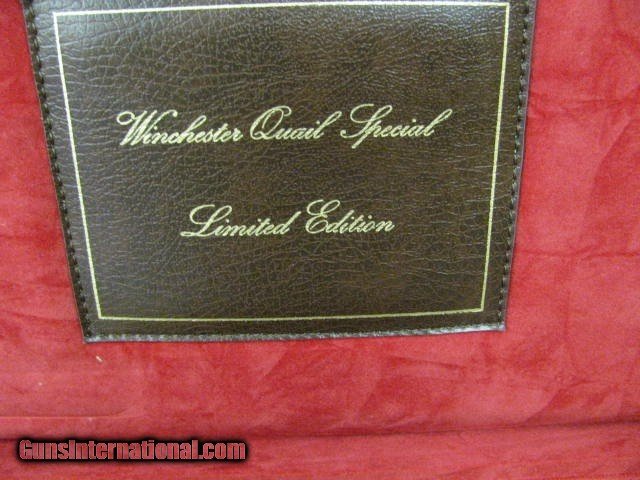 Winchester Quail Special
Limited Edition
GunsInternational.com